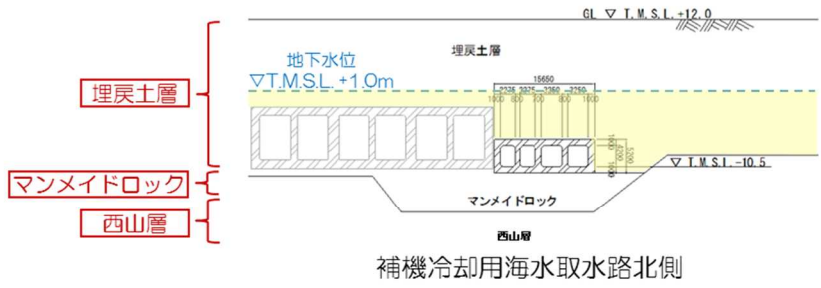 GL ▽ T.M.S.L.+12.0
埋戻土層
地下水位
▽T.M.S.L. +1.0m
15650
埋戻土層
▽ T.M.S.L.-10.5
マンメイドロック
マンメイドロック
西山層
西山層
補機冷却用海水取水路北側